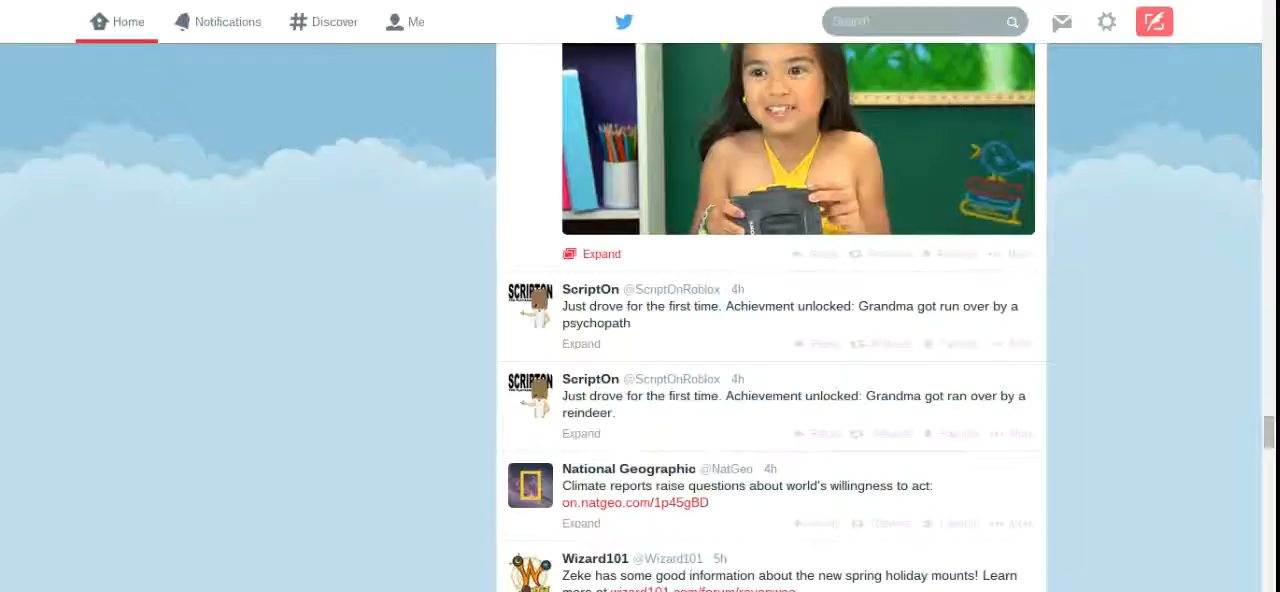 Home Notifications Discover Me Search
Expand
ScriptOn @ScriptOnRoblox · 4h
Just drove for the first time. Achievment unlocked: Grandma got run over by a
psychopath
Expand
ScriptOn @ScriptOnRoblox 4h
Just drove for the first time. Achievement unlocked: Grandma got ran over by a
reindeer.
Expand
National Geographic @NatGeo 4h
Climate reports raise questions about world's willingness to act:
on.natgeo.com/1p45gBD
Expand
Wizard101 @Wizard101 5h
Zeke has some good information about the new spring holiday mounts! Learn